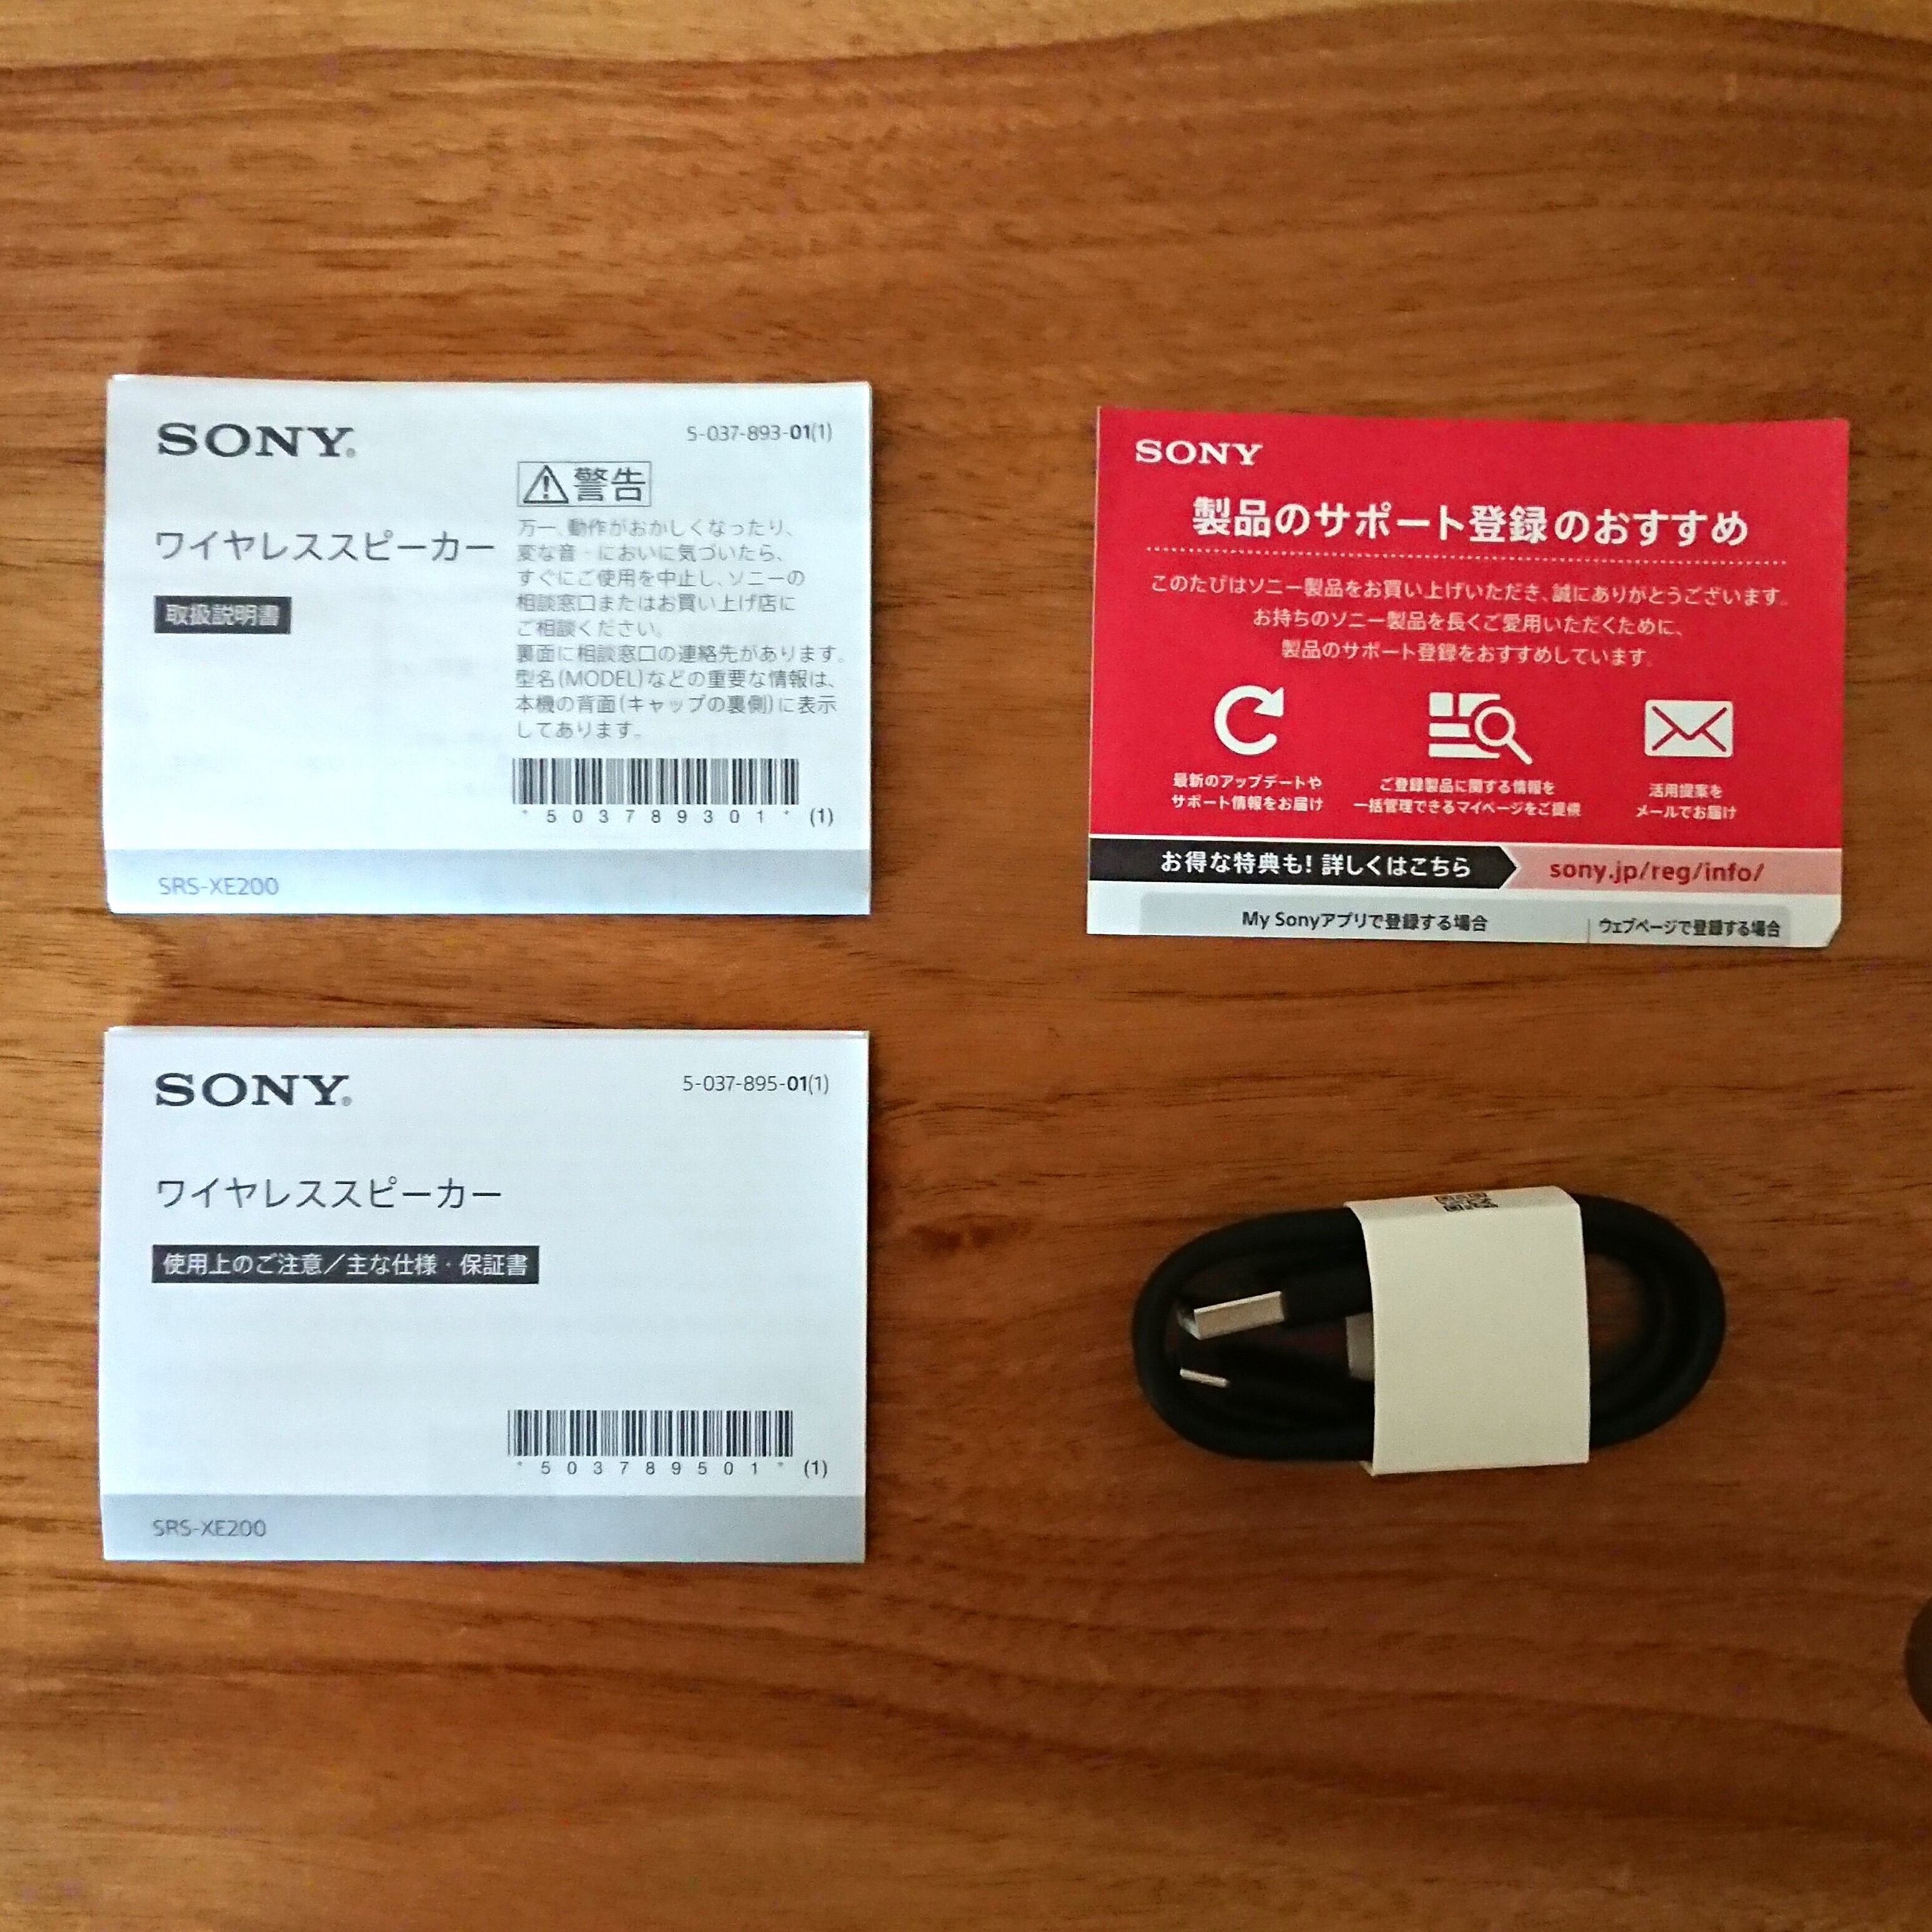 SONY®
5-037-893-01(1)
ワイヤレススピーカー
取扱説明書
警告
万一、動作がおかしくなったり、
変な音・においに気づいたら、
すぐにご使用を中止し、ソニーの
相談窓口またはお買い上げ店に
ご相談ください。
裏面に相談窓口の連絡先があります。
型名(MODEL)などの重要な情報は、
本機の背面(キャップの裏側)に表示
してあります。
*503789301* (1)
SRS-XE200
SONY
製品のサポート登録のおすすめ
このたびはソニー製品をお買い上げいただき、誠にありがとうございます。
お持ちのソニー製品を長くご愛用いただくために、
製品のサポート登録をおすすめしています。
最新のアップデートや
サポート情報をお届け
ご登録製品に関する情報を
一括管理できるマイページをご提供
活用提案を
メールでお届け
お得な特典も! 詳しくはこちら
sony.jp/reg/info/
My Sonyアプリで登録する場合
ウェブページで登録する場合
SONY®
5-037-895-01(1)
ワイヤレススピーカー
使用上のご注意/主な仕様・保証書
*503789501* (1)
SRS-XE200